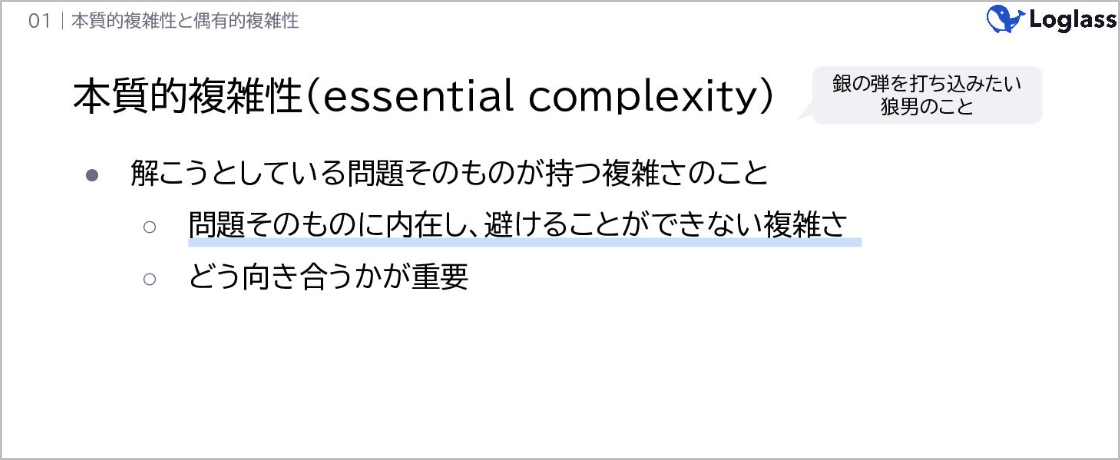 01｜本質的複雑性と偶有的複雑性
Loglass
本質的複雑性(essential complexity)
銀の弾を打ち込みたい
狼男のこと
● 解こうとしている問題そのものが持つ複雑さのこと
○ 問題そのものに内在し、避けることができない複雑さ
○ どう向き合うかが重要